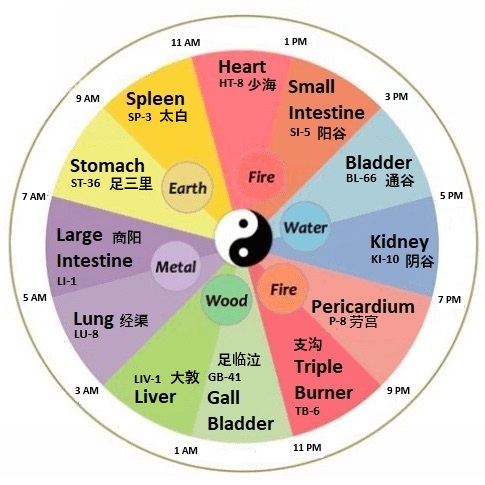 11 AM
1 PM
Heart
HT-8 少海
Small
Intestine
SI-5 阳谷
3 PM
Bladder
BL-66 通谷
5 PM
Kidney
KI-10 阴谷
7 PM
Pericardium
P-8 劳宫
9 PM
支沟
Triple
Burner
TB-6
11 PM
足临泣
GB-41
Gall
Bladder
1 AM
LIV-1 大敦
Liver
3 AM
Lung 经渠
LU-8
5 AM
Large 商阳
Intestine
LI-1
7 AM
Stomach
ST-36 足三里
9 AM
Spleen
SP-3 太白
Earth
Fire
Water
Fire
Wood
Metal